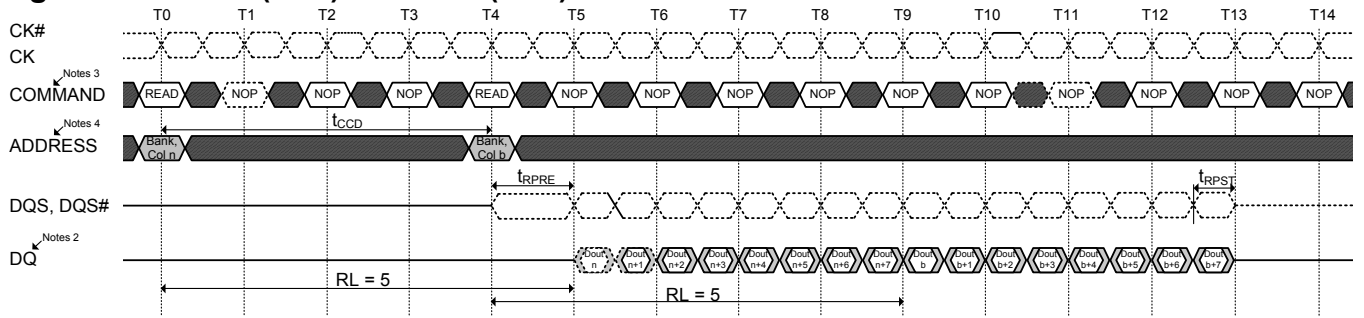 T0 T1 T2 T3 T4 T5 T6 T7 T8 T9 T10 T11 T12 T13 T14
CK#
CK
Notes 3
COMMAND READ NOP NOP NOP READ NOP NOP NOP NOP NOP NOP NOP NOP NOP NOP
Notes 4
tCCD
ADDRESS Bank, Col n Bank, Col b
tRPRE tRPST
DQS, DQS#
Notes 2
DQ Dout n Dout n+1 Dout n+2 Dout n+3 Dout n+4 Dout n+5 Dout n+6 Dout n+7 Dout b Dout b+1 Dout b+2 Dout b+3 Dout b+4 Dout b+5 Dout b+6 Dout b+7
RL = 5 RL = 5